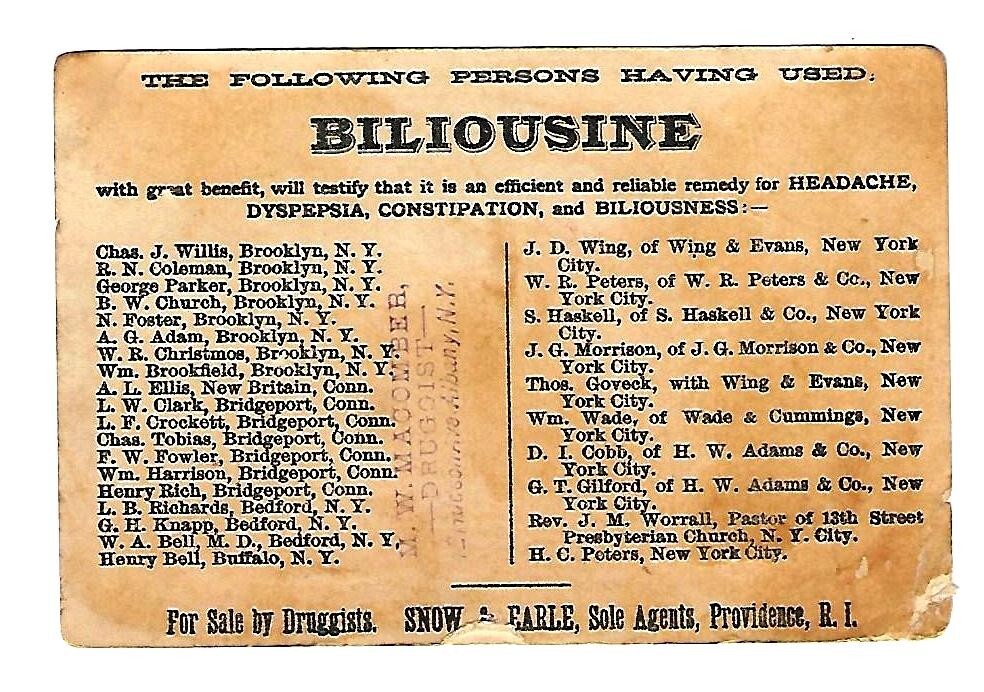 THE FOLLOWING PERSONS HAVING USED,
BILIOUSINE
with great benefit, will testify that it is an efficient and reliable remedy for HEADACHE,
DYSPEPSIA, CONSTIPATION, and BILIOUSNESS:—
Chas. J. Willis, Brooklyn, N. Y.
R. N. Coleman, Brooklyn, N. Y.
George Parker, Brooklyn, N. Y.
B. W. Church, Brooklyn, N. Y.
N. Foster, Brooklyn, N. Y.
A. G. Adam, Brooklyn, N. Y.
W. R. Christmos, Brooklyn, N. Y.
Wm. Brookfield, Brooklyn, N. Y.
A. L. Ellis, New Britain, Conn.
L. W. Clark, Bridgeport, Conn.
L. F. Crockett, Bridgeport, Conn.
Chas. Tobias, Bridgeport, Conn.
F. W. Fowler, Bridgeport, Conn.
Wm. Harrison, Bridgeport, Conn.
Henry Rich, Bridgeport, Conn.
L. B. Richards, Bedford, N. Y.
G. H. Knapp, Bedford, N. Y.
W. A. Bell, M. D., Bedford, N. Y.
Henry Bell, Buffalo, N. Y.
J. D. Wing, of Wing & Evans, New York
City.
W. R. Peters, of W. R. Peters & Co., New
York City.
S. Haskell, of S. Haskell & Co., New York
City.
J. G. Morrison, of J. G. Morrison & Co., New
York City.
Thos. Goveck, with Wing & Evans, New
York City.
Wm. Wade, of Wade & Cummings, New
York City.
D. I. Cobb, of H. W. Adams & Co., New
York City.
G. T. Gilford, of H. W. Adams & Co., New
York City.
Rev. J. M. Worrall, Pastor of 13th Street
Presbyterian Church, N. Y. City.
H. C. Peters, New York City.
M. W. MACOMBER,
—DRUGGIST—
Albany, N.Y.
For Sale by Druggists. SNOW & EARLE, Sole Agents, Providence, R. I.